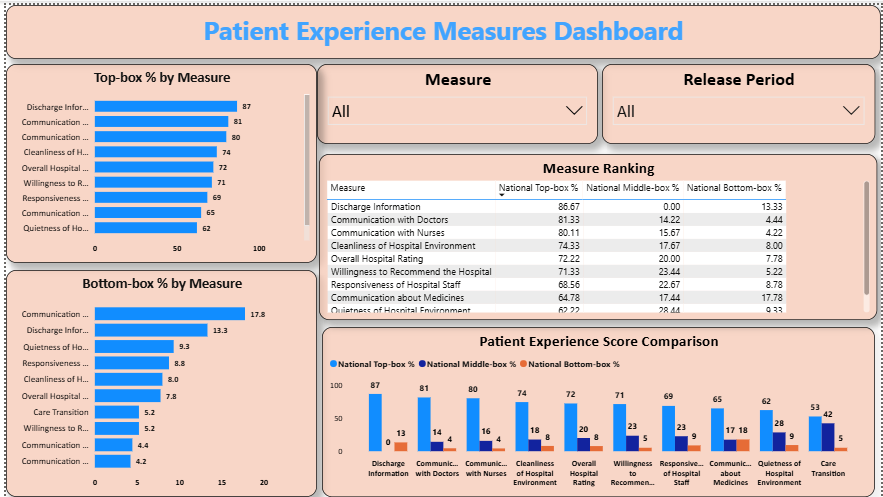 Patient Experience Measures Dashboard
Top-box % by Measure
Discharge Infor... 87
Communication ... 81
Communication ... 80
Cleanliness of H... 74
Overall Hospital ... 72
Willingness to R... 71
Responsiveness ... 69
Communication ... 65
Quietness of Ho... 62
0 50 100
Measure
All
Release Period
All
Measure Ranking
Measure National Top-box % National Middle-box % National Bottom-box %
Discharge Information 86.67 0.00 13.33
Communication with Doctors 81.33 14.22 4.44
Communication with Nurses 80.11 15.67 4.22
Cleanliness of Hospital Environment 74.33 17.67 8.00
Overall Hospital Rating 72.22 20.00 7.78
Willingness to Recommend the Hospital 71.33 23.44 5.22
Responsiveness of Hospital Staff 68.56 22.67 8.78
Communication about Medicines 64.78 17.44 17.78
Quietness of Hospital Environment 62.22 28.44 9.33
Bottom-box % by Measure
Communication ... 17.8
Discharge Infor... 13.3
Quietness of Ho... 9.3
Responsiveness ... 8.8
Cleanliness of H... 8.0
Overall Hospital ... 7.8
Care Transition 5.2
Willingness to R... 5.2
Communication ... 4.4
Communication ... 4.2
0 5 10 15 20
Patient Experience Score Comparison
National Top-box % National Middle-box % National Bottom-box %
100
50
0
87 0 13
81 14 4
80 16 4
74 18 8
72 20 8
71 23 5
69 23 9
65 17 18
62 28 9
53 42 5
Discharge Information
Communic... with Doctors
Communic... with Nurses
Cleanliness of Hospital Environment
Overall Hospital Rating
Willingness to Recommen...
Responsive... of Hospital Staff
Communic... about Medicines
Quietness of Hospital Environment
Care Transition